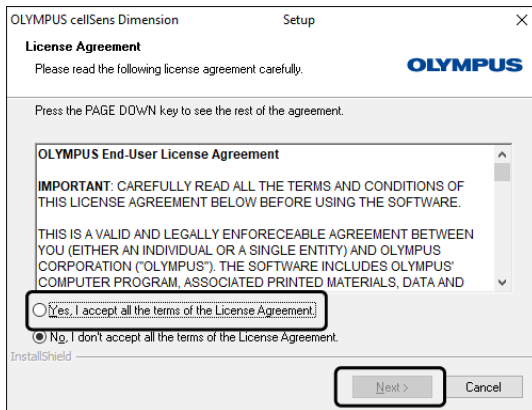 OLYMPUS cellSens Dimension Setup
License Agreement
Please read the following license agreement carefully.
OLYMPUS
Press the PAGE DOWN key to see the rest of the agreement.
OLYMPUS End-User License Agreement
IMPORTANT: CAREFULLY READ ALL THE TERMS AND CONDITIONS OF
THIS LICENSE AGREEMENT BELOW BEFORE USING THE SOFTWARE.
THIS IS A VALID AND LEGALLY ENFORECEABLE AGREEMENT BETWEEN
YOU (EITHER AN INDIVIDUAL OR A SINGLE ENTITY) AND OLYMPUS
CORPORATION ("OLYMPUS"). THE SOFTWARE INCLUDES OLYMPUS'
COMPUTER PROGRAM, ASSOCIATED PRINTED MATERIALS, DATA AND
Yes, I accept all the terms of the License Agreement.
No, I don't accept all the terms of the License Agreement.
InstallShield
Next >
Cancel